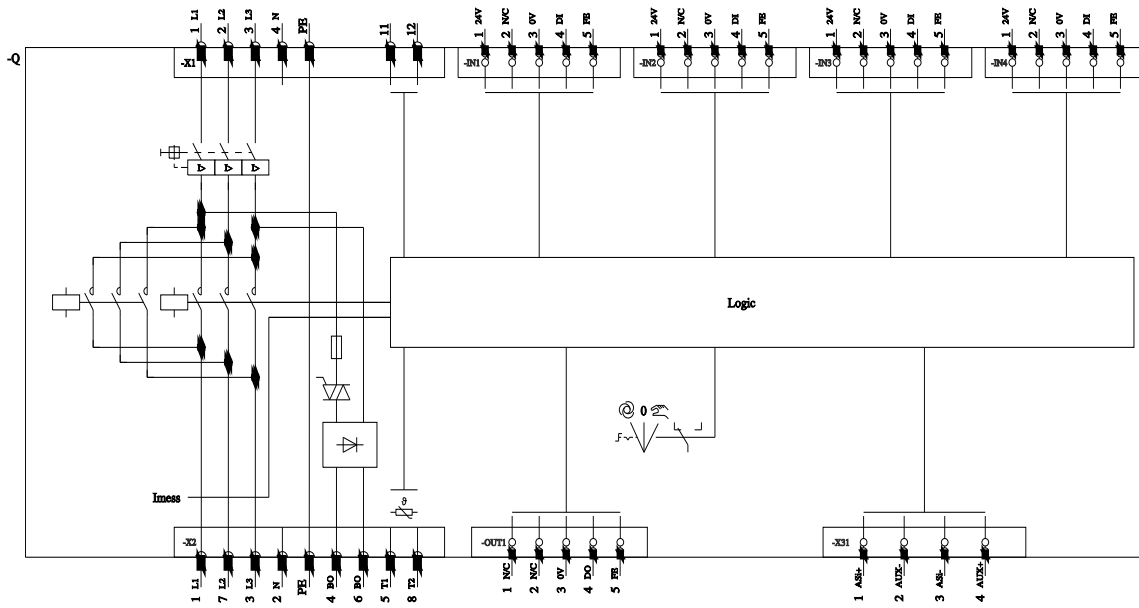 -Q
1 L1
2 L2
3 L3
4 N
PE
11
12
1 24V
2 N/C
3 0V
4 DI
5 FE
1 24V
2 N/C
3 0V
4 DI
5 FE
1 24V
2 N/C
3 0V
4 DI
5 FE
1 24V
2 N/C
3 0V
4 DI
5 FE
-X1
-IN1
-IN2
-IN3
-IN4
I>
I>
I>
Logic
0
Imess
ϑ
-X2
-OUT1
-X31
1 L1
7 L2
3 L3
2 N
PE
4 BO
6 BO
5 T1
8 T2
1 N/C
2 N/C
3 0V
4 DO
5 FE
1 ASi+
2 AUX-
3 ASi-
4 AUX+